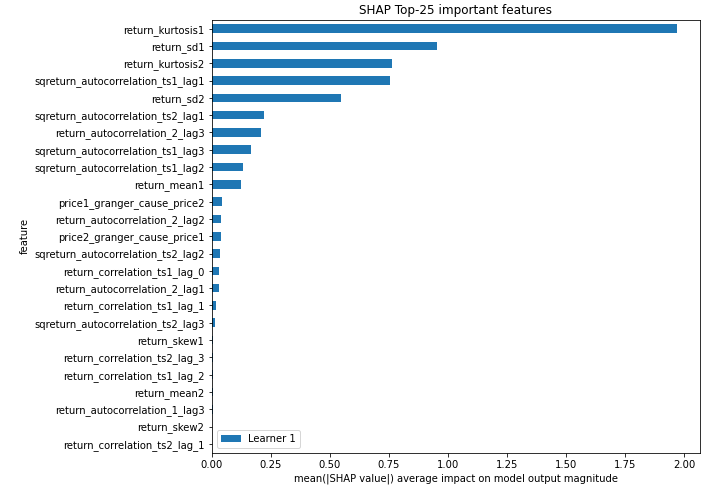 SHAP Top-25 important features
return_kurtosis1
return_sd1
return_kurtosis2
sqreturn_autocorrelation_ts1_lag1
return_sd2
sqreturn_autocorrelation_ts2_lag1
return_autocorrelation_2_lag3
sqreturn_autocorrelation_ts1_lag3
sqreturn_autocorrelation_ts1_lag2
return_mean1
price1_granger_cause_price2
return_autocorrelation_2_lag2
price2_granger_cause_price1
sqreturn_autocorrelation_ts2_lag2
return_correlation_ts1_lag_0
return_autocorrelation_2_lag1
return_correlation_ts1_lag_1
sqreturn_autocorrelation_ts2_lag3
return_skew1
return_correlation_ts2_lag_3
return_correlation_ts1_lag_2
return_mean2
return_autocorrelation_1_lag3
return_skew2
return_correlation_ts2_lag_1
feature
Learner 1
0.00 0.25 0.50 0.75 1.00 1.25 1.50 1.75 2.00
mean(|SHAP value|) average impact on model output magnitude